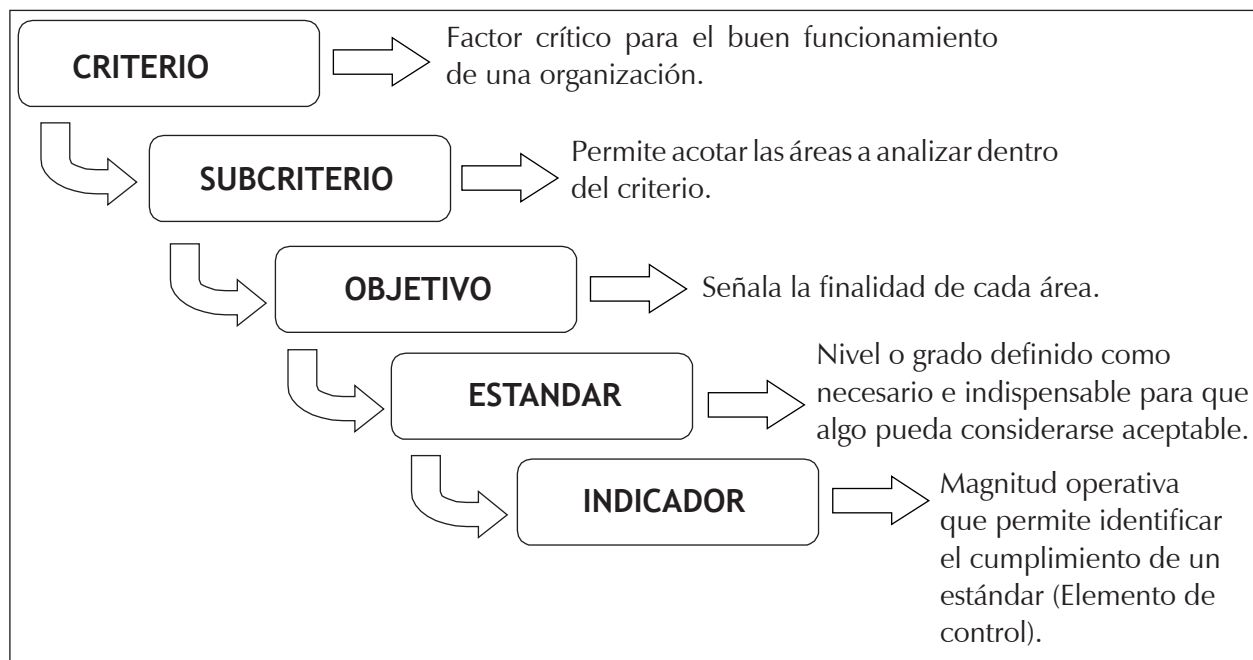 CRITERIO
Factor crítico para el buen funcionamiento
de una organización.
SUBCRITERIO
Permite acotar las áreas a analizar dentro
del criterio.
OBJETIVO
Señala la finalidad de cada área.
ESTANDAR
Nivel o grado definido como
necesario e indispensable para que
algo pueda considerarse aceptable.
INDICADOR
Magnitud operativa
que permite identificar
el cumplimiento de un
estándar (Elemento de
control).